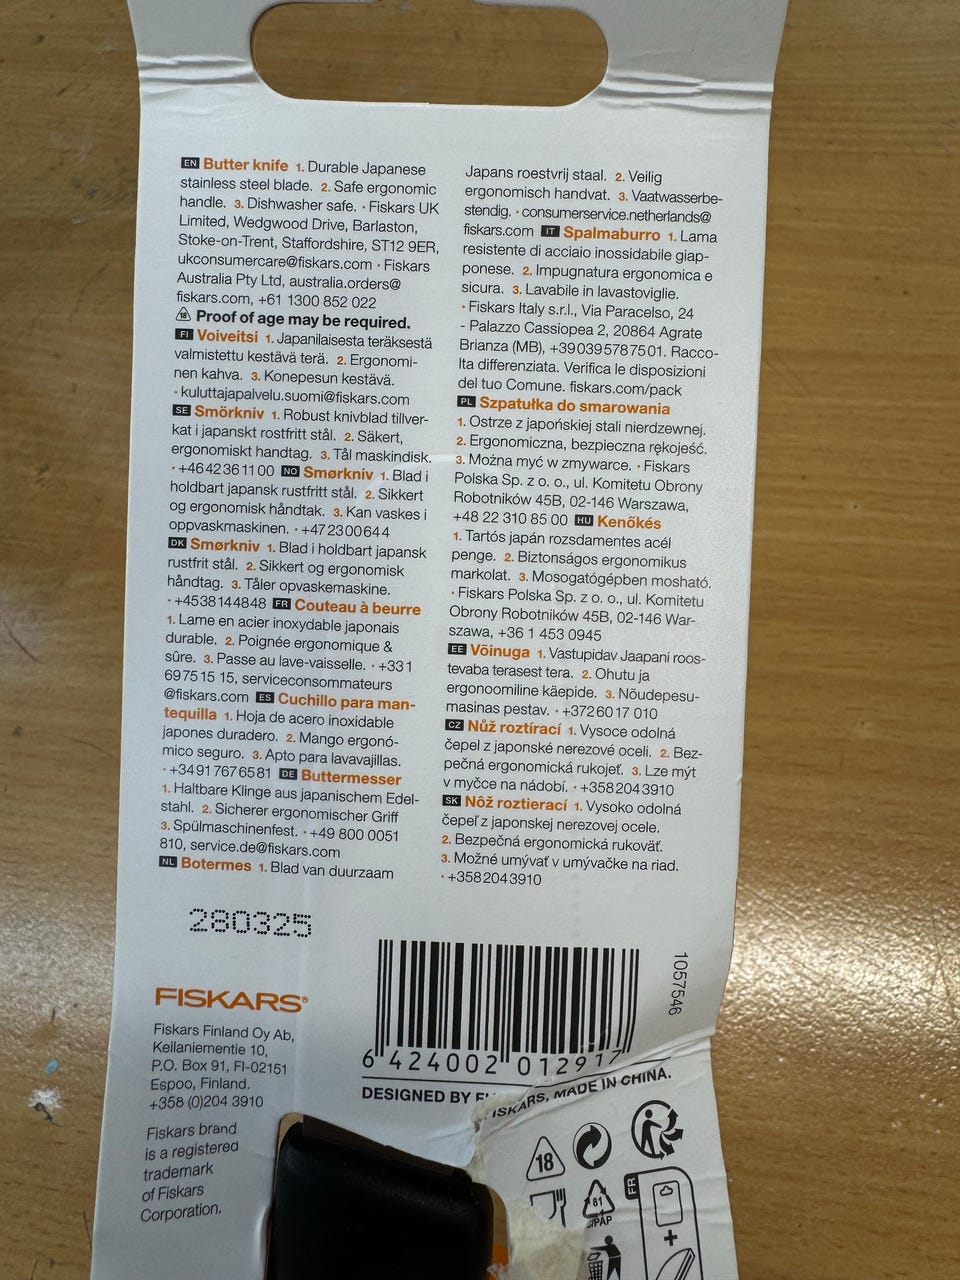 EN Butter knife 1. Durable Japanese
stainless steel blade. 2. Safe ergonomic
handle. 3. Dishwasher safe. • Fiskars UK
Limited, Wedgwood Drive, Barlaston,
Stoke-on-Trent, Staffordshire, ST12 9ER,
ukconsumercare@fiskars.com • Fiskars
Australia Pty Ltd, australia.orders@
fiskars.com, +61 1300 852 022
18 Proof of age may be required.
FI Voiveitsi 1. Japanilaisesta teräksestä
valmistettu kestävä terä. 2. Ergonomi-
nen kahva. 3. Konepesun kestävä.
• kuluttajapalvelu.suomi@fiskars.com
SE Smörkniv 1. Robust knivblad tillver-
kat i japanskt rostfritt stål. 2. Säkert,
ergonomiskt handtag. 3. Tål maskindisk.
• +4642361100 NO Smørkniv 1. Blad i
holdbart japansk rustfritt stål. 2. Sikkert
og ergonomisk håndtak. 3. Kan vaskes i
oppvaskmaskinen. • +47 2300644
DK Smørkniv 1. Blad i holdbart japansk
rustfrit stål. 2. Sikkert og ergonomisk
håndtag. 3. Tåler opvaskemaskine.
• +4538144848 FR Couteau à beurre
1. Lame en acier inoxydable japonais
durable. 2. Poignée ergonomique &
sûre. 3. Passe au lave-vaisselle. • +33 1
697515 15, serviceconsommateurs
@fiskars.com ES Cuchillo para man-
tequilla 1. Hoja de acero inoxidable
japones duradero. 2. Mango ergonó-
mico seguro. 3. Apto para lavavajillas.
• +34917676581 DE Buttermesser
1. Haltbare Klinge aus japanischem Edel-
stahl. 2. Sicherer ergonomischer Griff
3. Spülmaschinenfest. • +49 800 0051
810, service.de@fiskars.com
NL Botermes 1. Blad van duurzaam
Japans roestvrij staal. 2. Veilig
ergonomisch handvat. 3. Vaatwasserbe-
stendig. • consumerservice.netherlands@
fiskars.com IT Spalmaburro 1. Lama
resistente di acciaio inossidabile giap-
ponese. 2. Impugnatura ergonomica e
sicura. 3. Lavabile in lavastoviglie.
• Fiskars Italy s.r.l., Via Paracelso, 24
- Palazzo Cassiopea 2, 20864 Agrate
Brianza (MB), +390395787501. Racco-
lta differenziata. Verifica le disposizioni
del tuo Comune. fiskars.com/pack
PL Szpatułka do smarowania
1. Ostrze z japońskiej stali nierdzewnej.
2. Ergonomiczna, bezpieczna rękojeść.
3. Można myć w zmywarce. • Fiskars
Polska Sp. z o. o., ul. Komitetu Obrony
Robotników 45B, 02-146 Warszawa,
+48 22 310 85 00 HU Kenőkés
1. Tartós japán rozsdamentes acél
penge. 2. Biztonságos ergonomikus
markolat. 3. Mosogatógépben mosható.
• Fiskars Polska Sp. z o. o., ul. Komitetu
Obrony Robotników 45B, 02-146 War-
szawa, +36 1 453 0945
EE Võinuga 1. Vastupidav Jaapani roos-
tevaba terasest tera. 2. Ohutu ja
ergonoomiline käepide. 3. Nõudepesu-
masinas pestav. • +372 60 17 010
CZ Nůž roztírací 1. Vysoce odolná
čepel z japonské nerezové oceli. 2. Bez-
pečná ergonomická rukojeť. 3. Lze mýt
v myčce na nádobí. • +3582043910
SK Nôž roztierací 1. Vysoko odolná
čepeľ z japonskej nerezovej ocele.
2. Bezpečná ergonomická rukoväť.
3. Možné umývať v umývačke na riad.
• +3582043910
280325
FISKARS®
Fiskars Finland Oy Ab,
Keilaniementie 10,
P.O. Box 91, FI-02151
Espoo, Finland,
+358 (0)204 3910
Fiskars brand
is a registered
trademark
of Fiskars
Corporation.
1057546
6 424002 012917
DESIGNED BY FISKARS, MADE IN CHINA.
18
81
PAP
FR
+